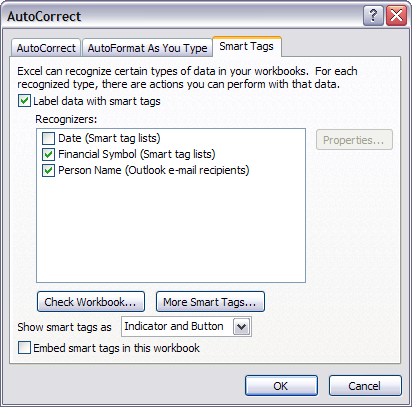 AutoCorrect
AutoCorrect AutoFormat As You Type Smart Tags
Excel can recognize certain types of data in your workbooks. For each
recognized type, there are actions you can perform with that data.
Label data with smart tags
Recognizers:
Date (Smart tag lists)
Financial Symbol (Smart tag lists)
Person Name (Outlook e-mail recipients)
Properties...
Check Workbook... More Smart Tags...
Show smart tags as Indicator and Button
Embed smart tags in this workbook
OK Cancel